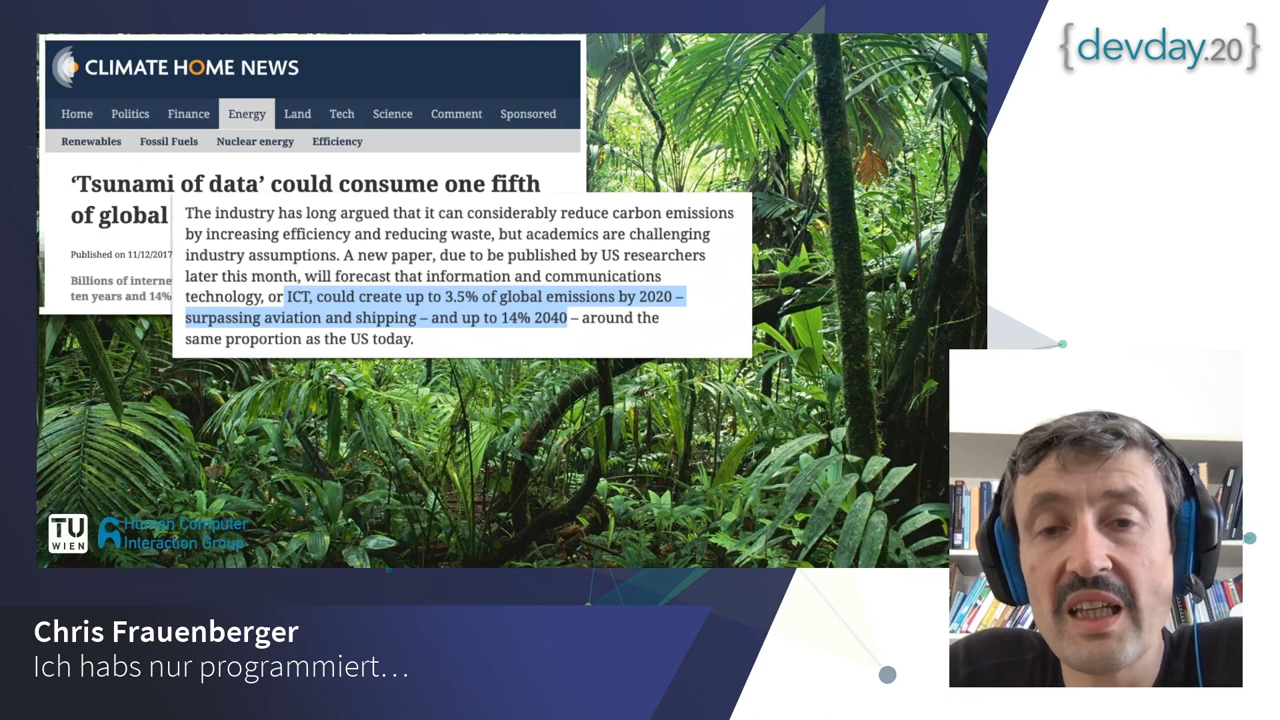 {devday.20}
CLIMATE HOME NEWS
Home Politics Finance Energy Land Tech Science Comment Sponsored
Renewables Fossil Fuels Nuclear energy Efficiency
‘Tsunami of data’ could consume one fifth
of global
Published on 11/12/2017
Billions of interne
ten years and 14%
The industry has long argued that it can considerably reduce carbon emissions
by increasing efficiency and reducing waste, but academics are challenging
industry assumptions. A new paper, due to be published by US researchers
later this month, will forecast that information and communications
technology, or ICT, could create up to 3.5% of global emissions by 2020 –
surpassing aviation and shipping – and up to 14% 2040 – around the
same proportion as the US today.
TU
WIEN
Human Computer
Interaction Group
Chris Frauenberger
Ich habs nur programmiert…